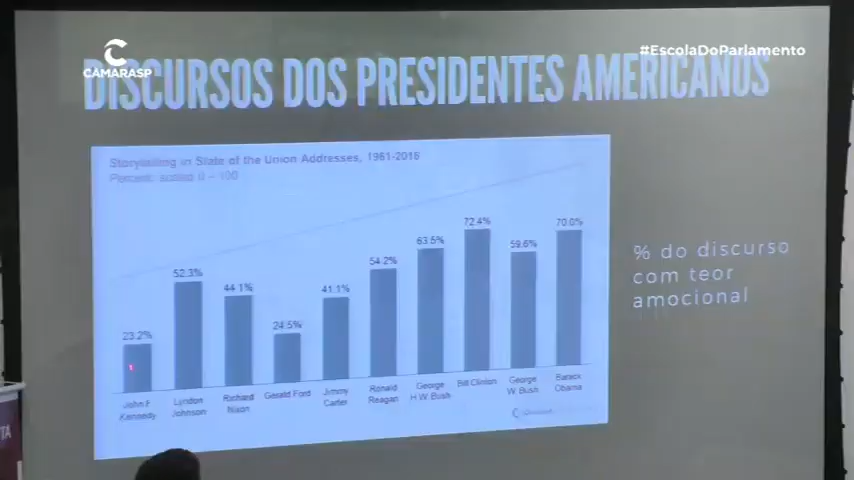 CAMARASP
#EscolaDoParlamento
DISCURSOS DOS PRESIDENTES AMERICANOS
Storytelling in State of the Union Addresses, 1961-2016
Percent: scaled 0 – 100
23.2%
52.3%
44.1%
24.5%
41.1%
54.2%
63.5%
72.4%
59.6%
70.0%
John F
Kennedy
Lyndon
Johnson
Richard
Nixon
Gerald Ford
Jimmy
Carter
Ronald
Reagan
George
H.W. Bush
Bill Clinton
George
W. Bush
Barack
Obama
% do discurso
com teor
amocional
TA